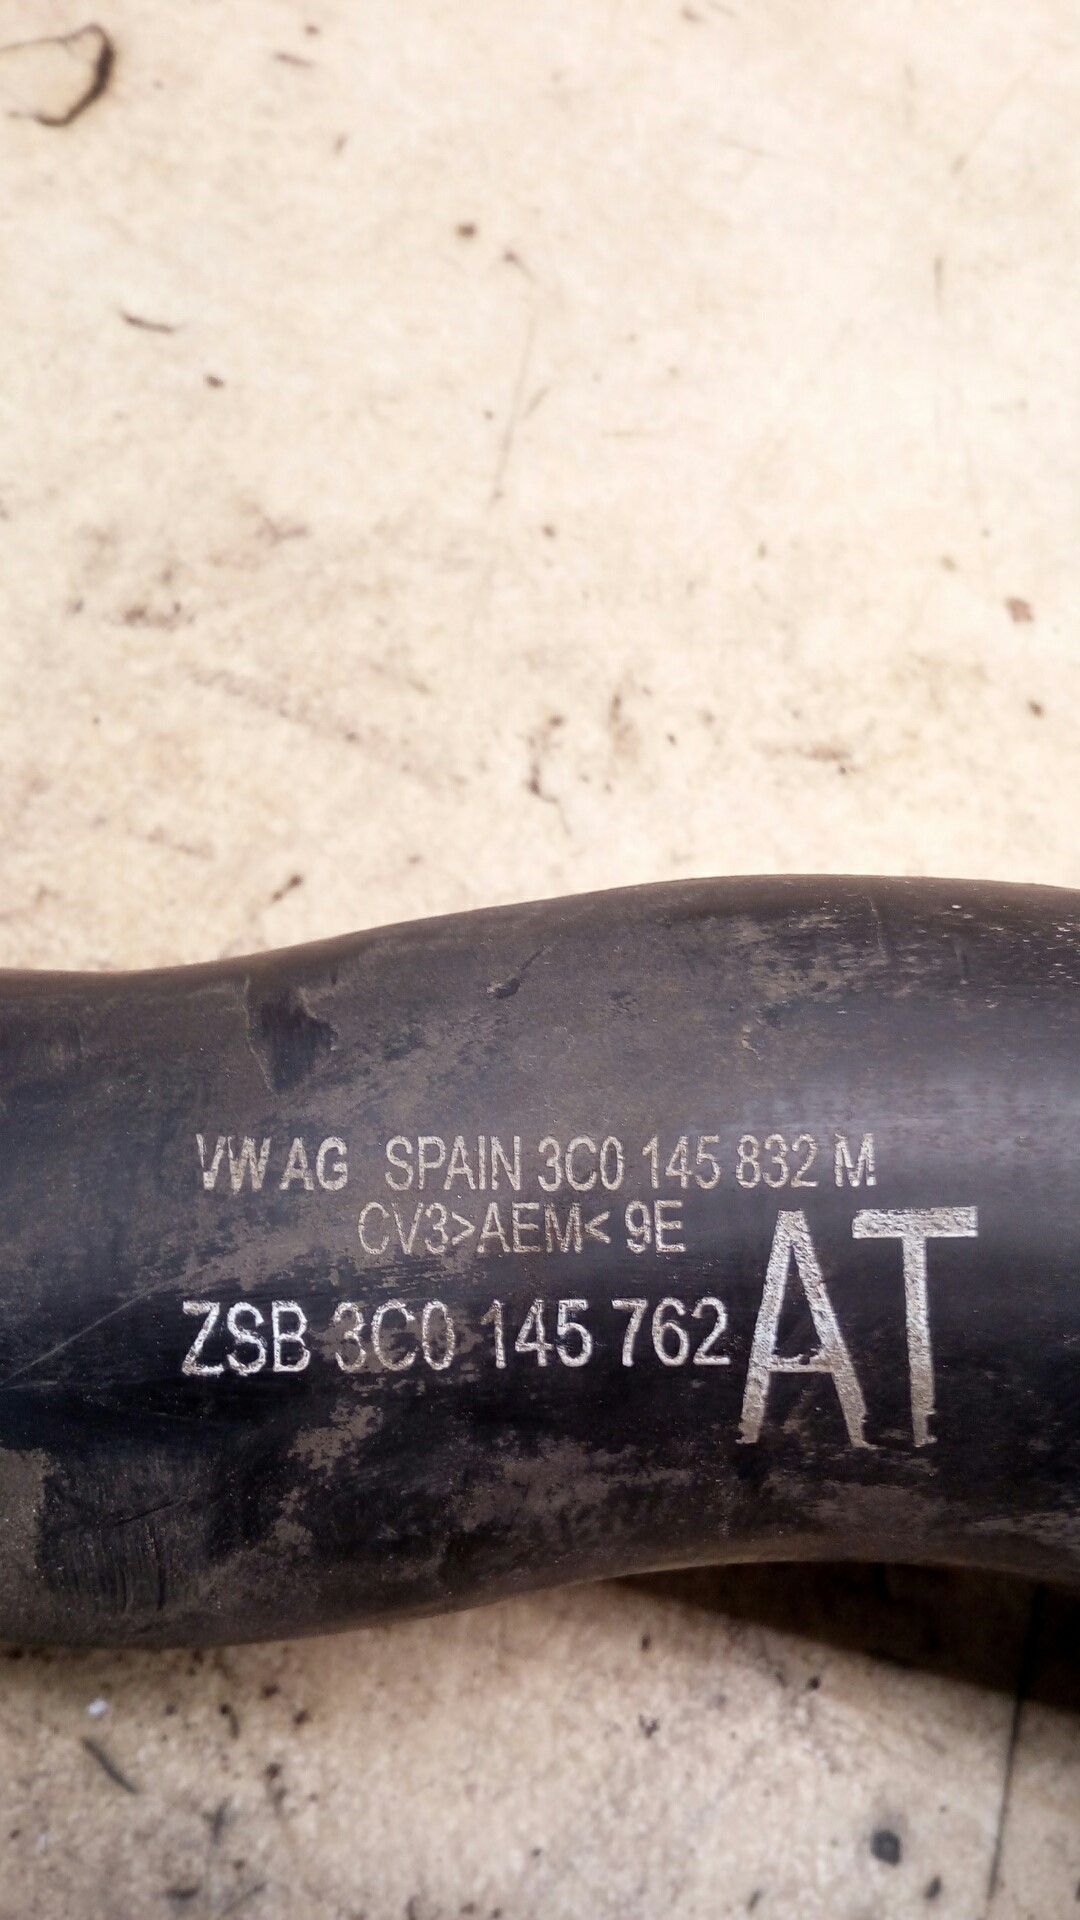 VW AG SPAIN 3C0 145 832 M
CV3>AEM< 9E
ZSB 3C0 145 762 AT